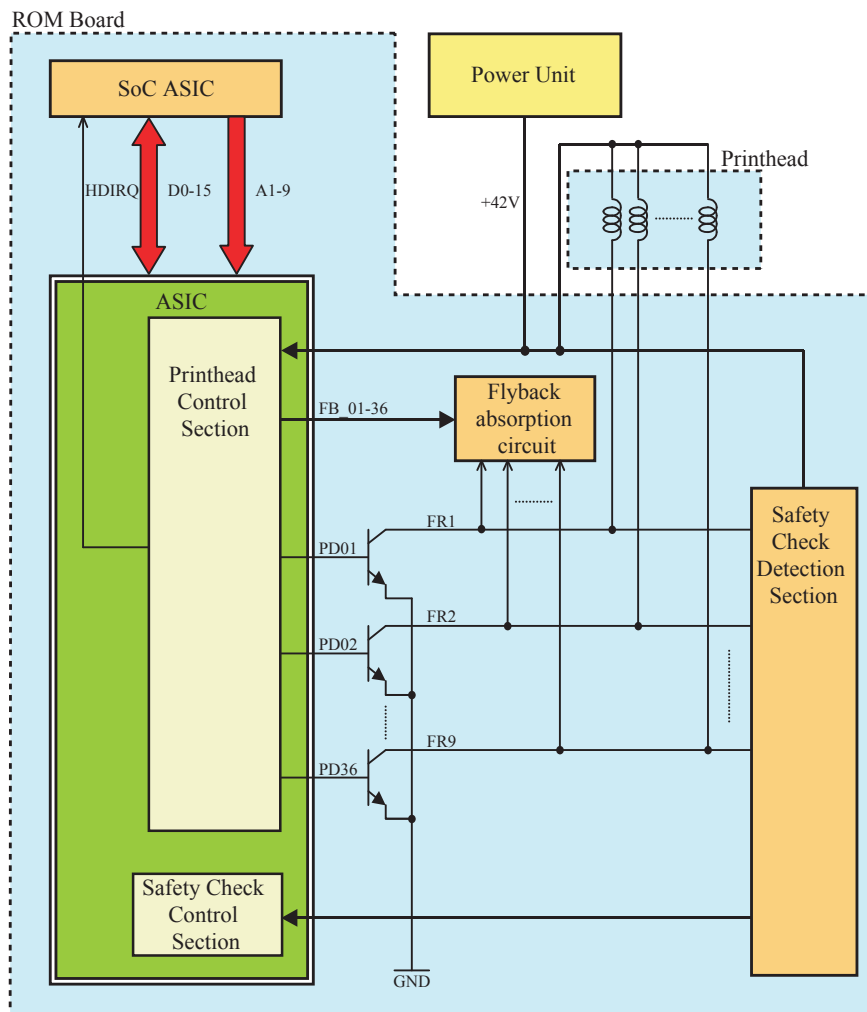 ROM Board
SoC ASIC
Power Unit
Printhead
HDIRQ
D0-15
A1-9
+42V
ASIC
Printhead
Control
Section
FB_01-36
Flyback
absorption
circuit
PD01
FR1
Safety
Check
Detection
Section
PD02
FR2
PD36
FR9
Safety Check
Control
Section
GND